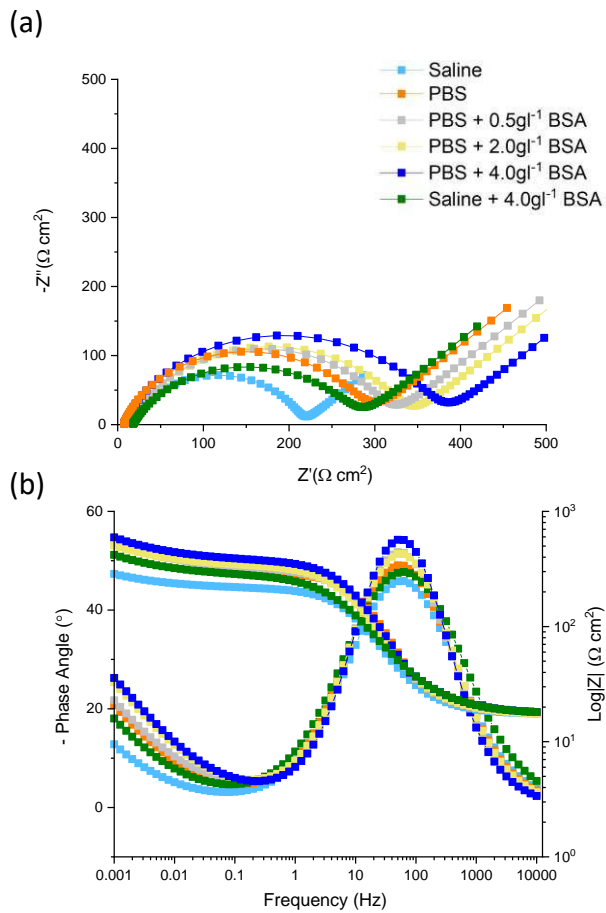 (a)
Saline
PBS
PBS + 0.5gl⁻¹ BSA
PBS + 2.0gl⁻¹ BSA
PBS + 4.0gl⁻¹ BSA
Saline + 4.0gl⁻¹ BSA
500
400
300
200
100
0
-Z"(Ω cm²)
0 100 200 300 400 500
Z'(Ω cm²)
(b)
60
40
20
0
- Phase Angle (°)
10³
10²
10¹
10⁰
Log|Z| (Ω cm²)
0.001 0.01 0.1 1 10 100 1000 10000
Frequency (Hz)